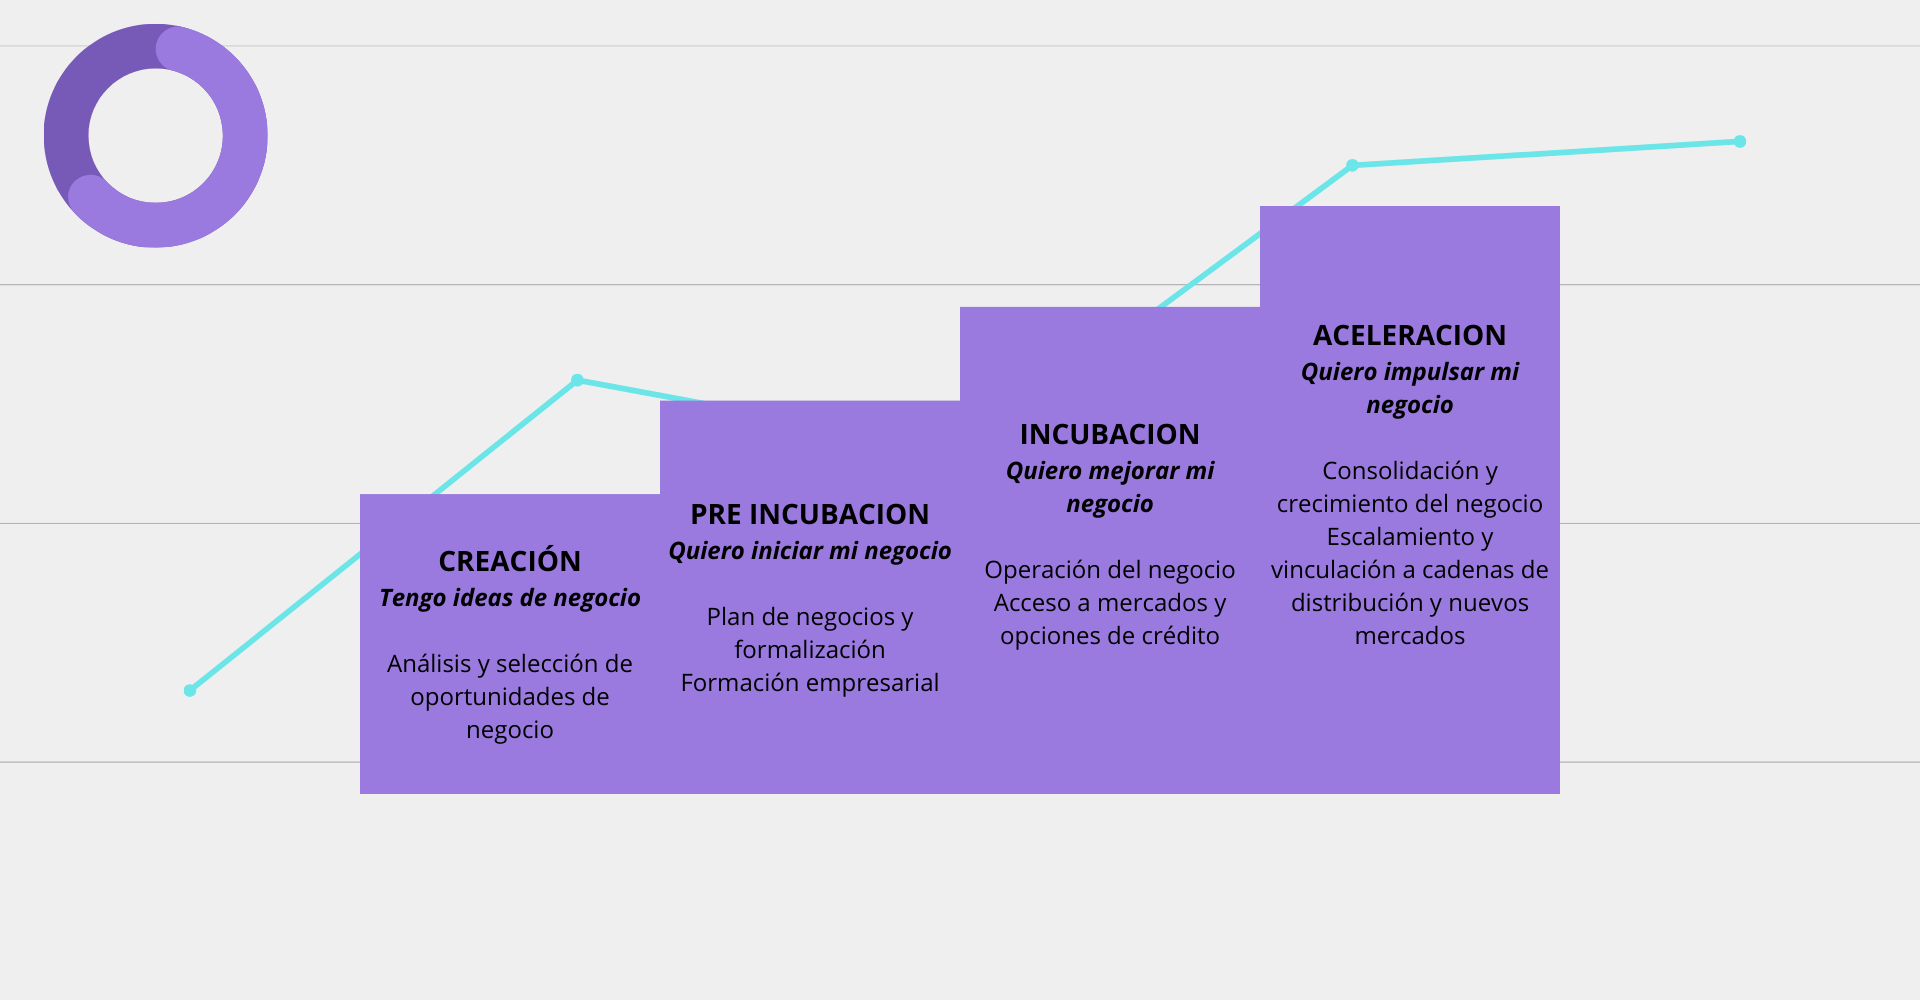 CREACIÓN
Tengo ideas de negocio
Análisis y selección de
oportunidades de
negocio
PRE INCUBACION
Quiero iniciar mi negocio
Plan de negocios y
formalización
Formación empresarial
INCUBACION
Quiero mejorar mi
negocio
Operación del negocio
Acceso a mercados y
opciones de crédito
ACELERACION
Quiero impulsar mi
negocio
Consolidación y
crecimiento del negocio
Escalamiento y
vinculación a cadenas de
distribución y nuevos
mercados